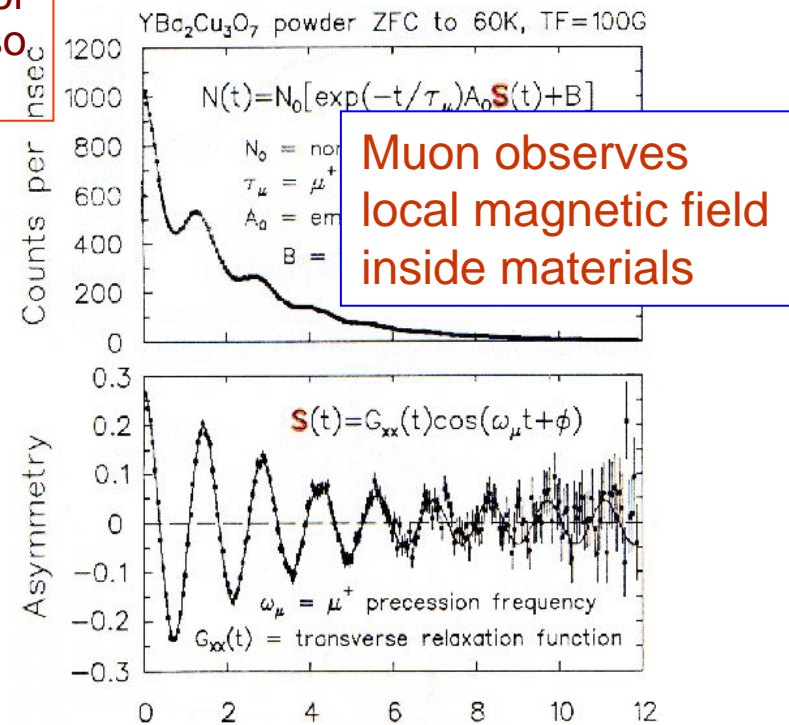 or
so
YBa₂Cu₃O₇ powder ZFC to 60K, TF=100G
Counts per nsec
1200
1000
800
600
400
200
0
N(t)=N₀[exp(−t/τμ)A₀S(t)+B]
N₀ =
τμ = μ⁺
A₀ =
B =
Muon observes
local magnetic field
inside materials
Asymmetry
0.3
0.2
0.1
0
−0.1
−0.2
−0.3
S(t)=Gxx(t)cos(ωμt+ϕ)
ωμ = μ⁺ precession frequency
Gxx(t) = transverse relaxation function
0 2 4 6 8 10 12